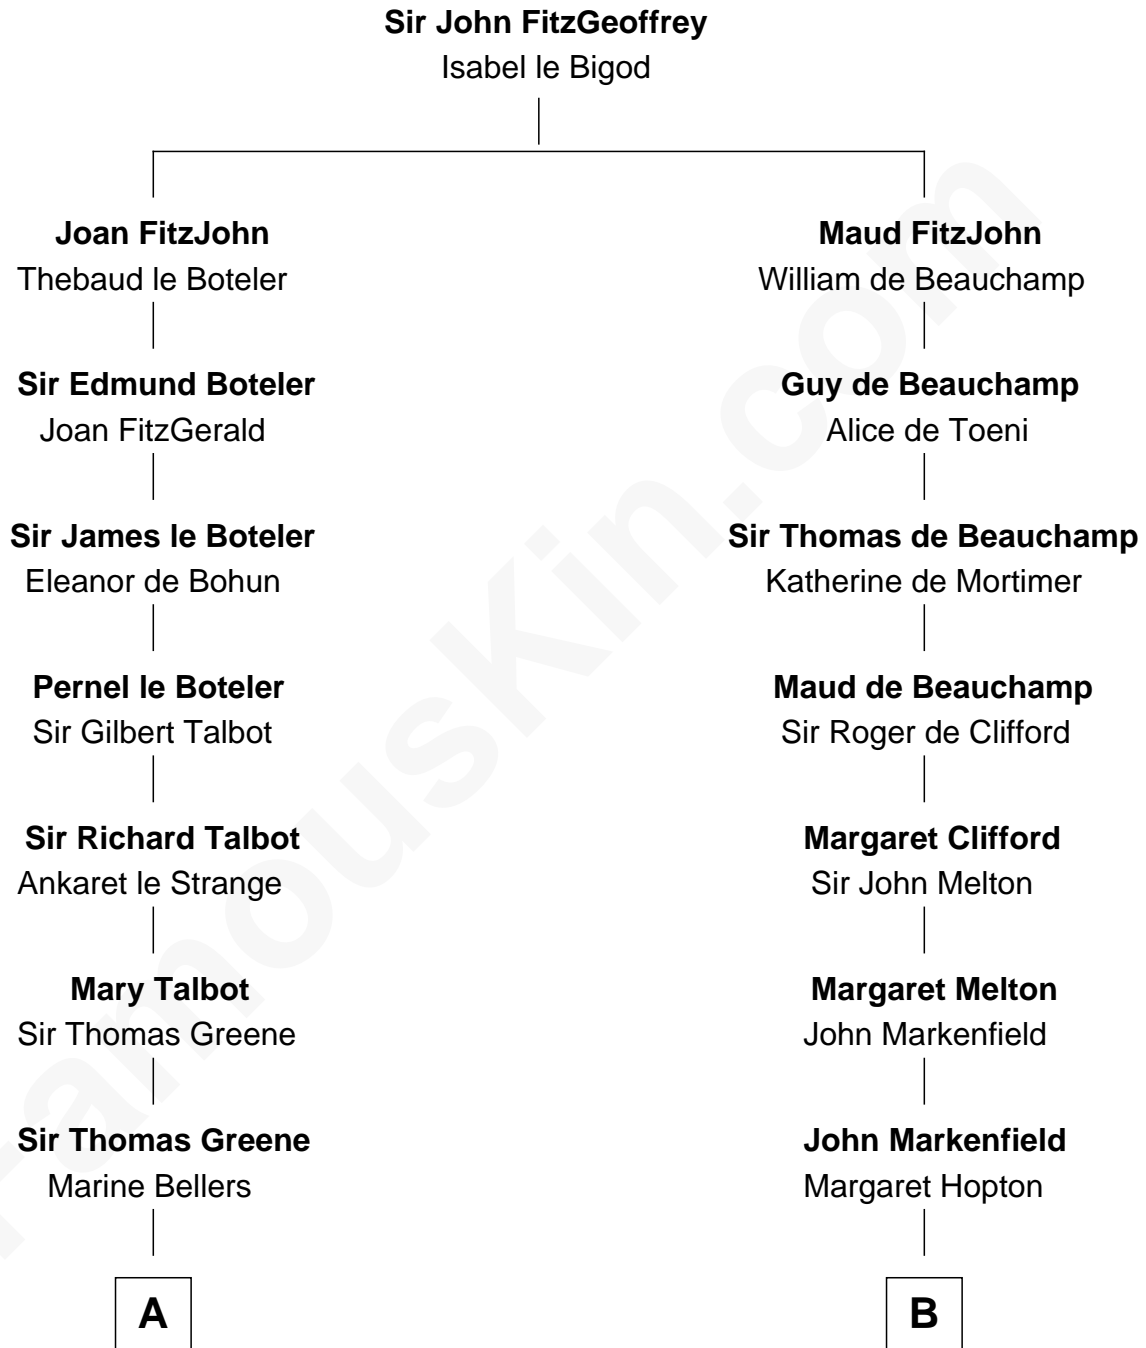 Sir John FitzGeoffrey
Isabel le Bigod
Joan FitzJohn
Thebaud le Boteler
Maud FitzJohn
William de Beauchamp
Sir Edmund Boteler
Joan FitzGerald
Guy de Beauchamp
Alice de Toeni
Sir James le Boteler
Eleanor de Bohun
Sir Thomas de Beauchamp
Katherine de Mortimer
Pernel le Boteler
Sir Gilbert Talbot
Maud de Beauchamp
Sir Roger de Clifford
Sir Richard Talbot
Ankaret le Strange
Margaret Clifford
Sir John Melton
Mary Talbot
Sir Thomas Greene
Margaret Melton
John Markenfield
Sir Thomas Greene
Marine Bellers
John Markenfield
Margaret Hopton
A
B
FamousKin.com